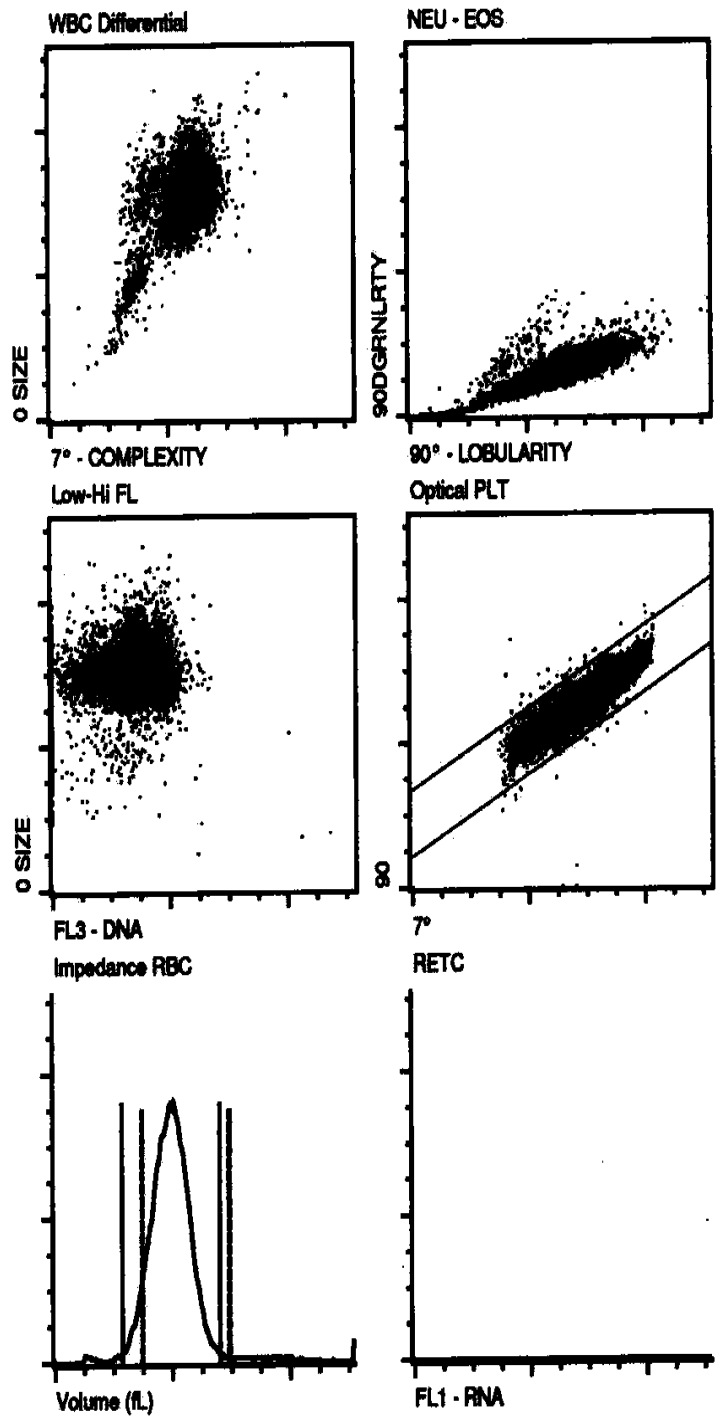 WBC Differential
NEU - EOS
0 SIZE
90DGRNLRTY
7° - COMPLEXITY
90° - LOBULARITY
Low-Hi FL
Optical PLT
0 SIZE
90
FL3 - DNA
7°
Impedance RBC
RETC
Volume (fL)
FL1 - RNA